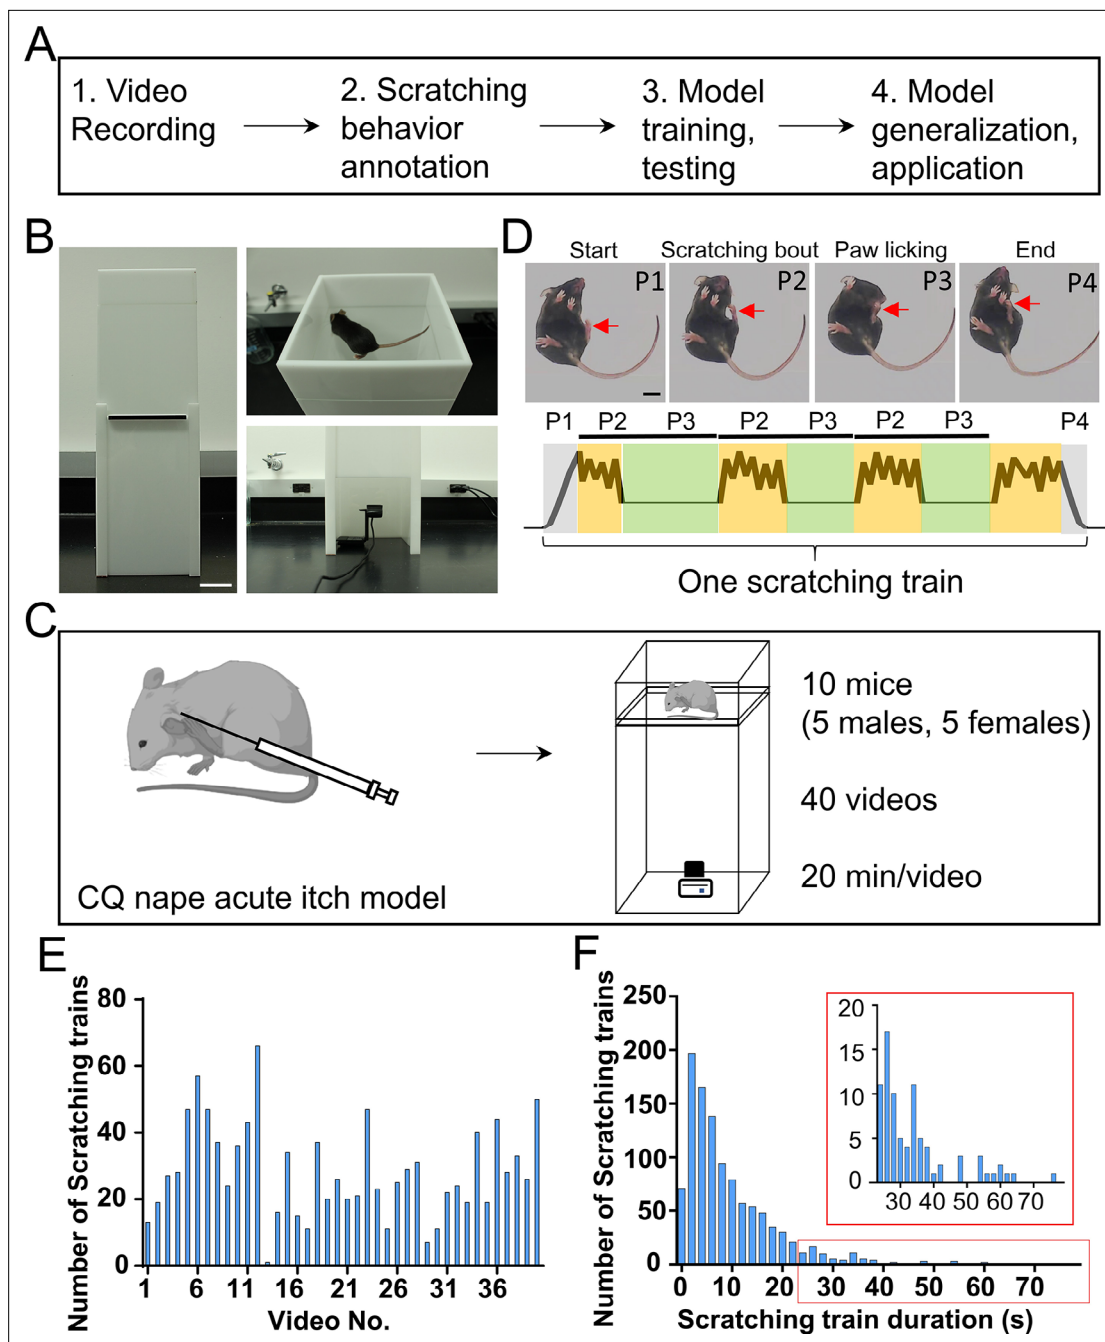 A
1. Video
Recording
2. Scratching
behavior
annotation
3. Model
training,
testing
4. Model
generalization,
application
B
D
Start
Scratching bout
Paw licking
End
P1
P2
P3
P4
P1
P2
P3
P2
P3
P2
P3
P4
One scratching train
C
CQ nape acute itch model
10 mice
(5 males, 5 females)
40 videos
20 min/video
E
Number of Scratching trains
80
60
40
20
0
1
6
11
16
21
26
31
36
Video No.
F
Number of Scratching trains
250
200
150
100
50
0
0
10
20
30
40
50
60
70
Scratching train duration (s)
20
15
10
5
0
30
40
50
60
70